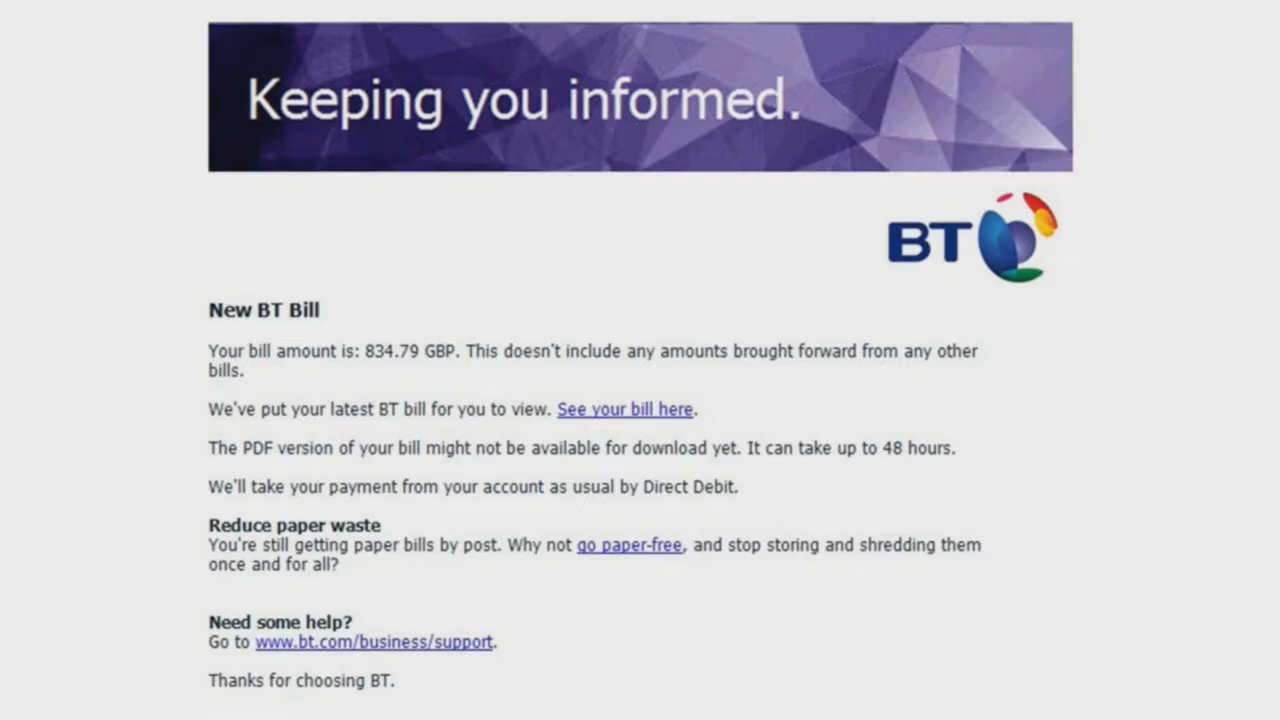 Keeping you informed.
BT
New BT Bill
Your bill amount is: 834.79 GBP. This doesn't include any amounts brought forward from any other
bills.
We've put your latest BT bill for you to view. See your bill here.
The PDF version of your bill might not be available for download yet. It can take up to 48 hours.
We'll take your payment from your account as usual by Direct Debit.
Reduce paper waste
You're still getting paper bills by post. Why not go paper-free, and stop storing and shredding them
once and for all?
Need some help?
Go to www.bt.com/business/support.
Thanks for choosing BT.